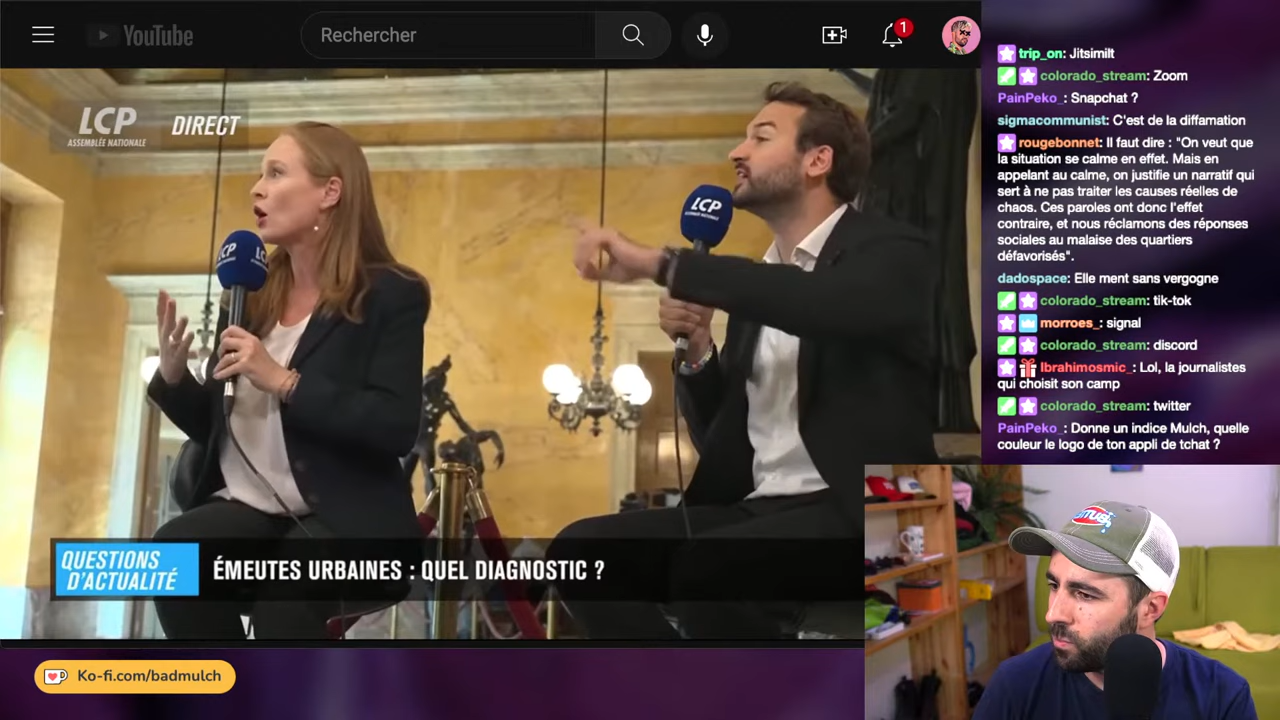 YouTube
Rechercher
1
LCP
ASSEMBLÉE NATIONALE
DIRECT
LCP
LCP
QUESTIONS
D'ACTUALITÉ
ÉMEUTES URBAINES : QUEL DIAGNOSTIC ?
Ko-fi.com/badmulch
trip_on: Jitsimilt
colorado_stream: Zoom
PainPeko_: Snapchat ?
sigmacommunist: C'est de la diffamation
rougebonnet: Il faut dire : "On veut que
la situation se calme en effet. Mais en
appelant au calme, on justifie un narratif qui
sert à ne pas traiter les causes réelles de
chaos. Ces paroles ont donc l'effet
contraire, et nous réclamons des réponses
sociales au malaise des quartiers
défavorisés".
dadospace: Elle ment sans vergogne
colorado_stream: tik-tok
morroes_: signal
colorado_stream: discord
Ibrahimosmic_: Lol, la journalistes
qui choisit son camp
colorado_stream: twitter
PainPeko_: Donne un indice Mulch, quelle
couleur le logo de ton appli de tchat ?